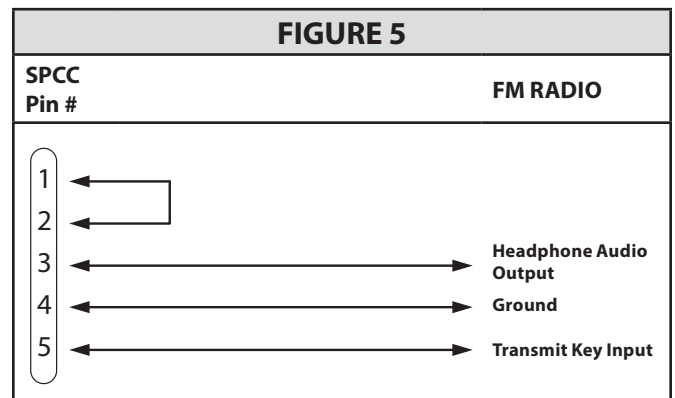 FIGURE 5
SPCC
Pin #
FM RADIO
1
2
3
Headphone Audio
Output
4
Ground
5
Transmit Key Input